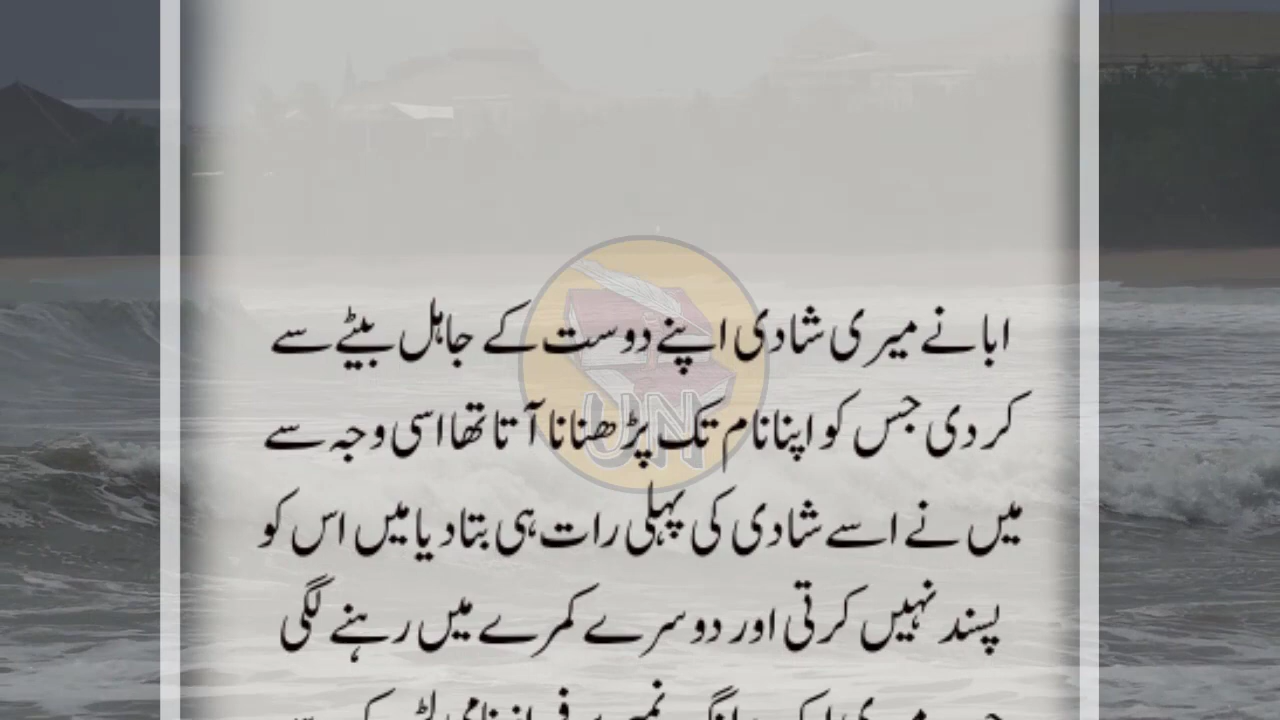 ابا نے میری شادی اپنے دوست کے جاہل بیٹے سے
کر دی جس کو اپنا نام تک پڑھنا نا آتا تھا اسی وجہ سے
میں نے اسے شادی کی پہلی رات ہی بتا دیا میں اس کو
پسند نہیں کرتی اور دوسرے کمرے میں رہنے لگی
UN